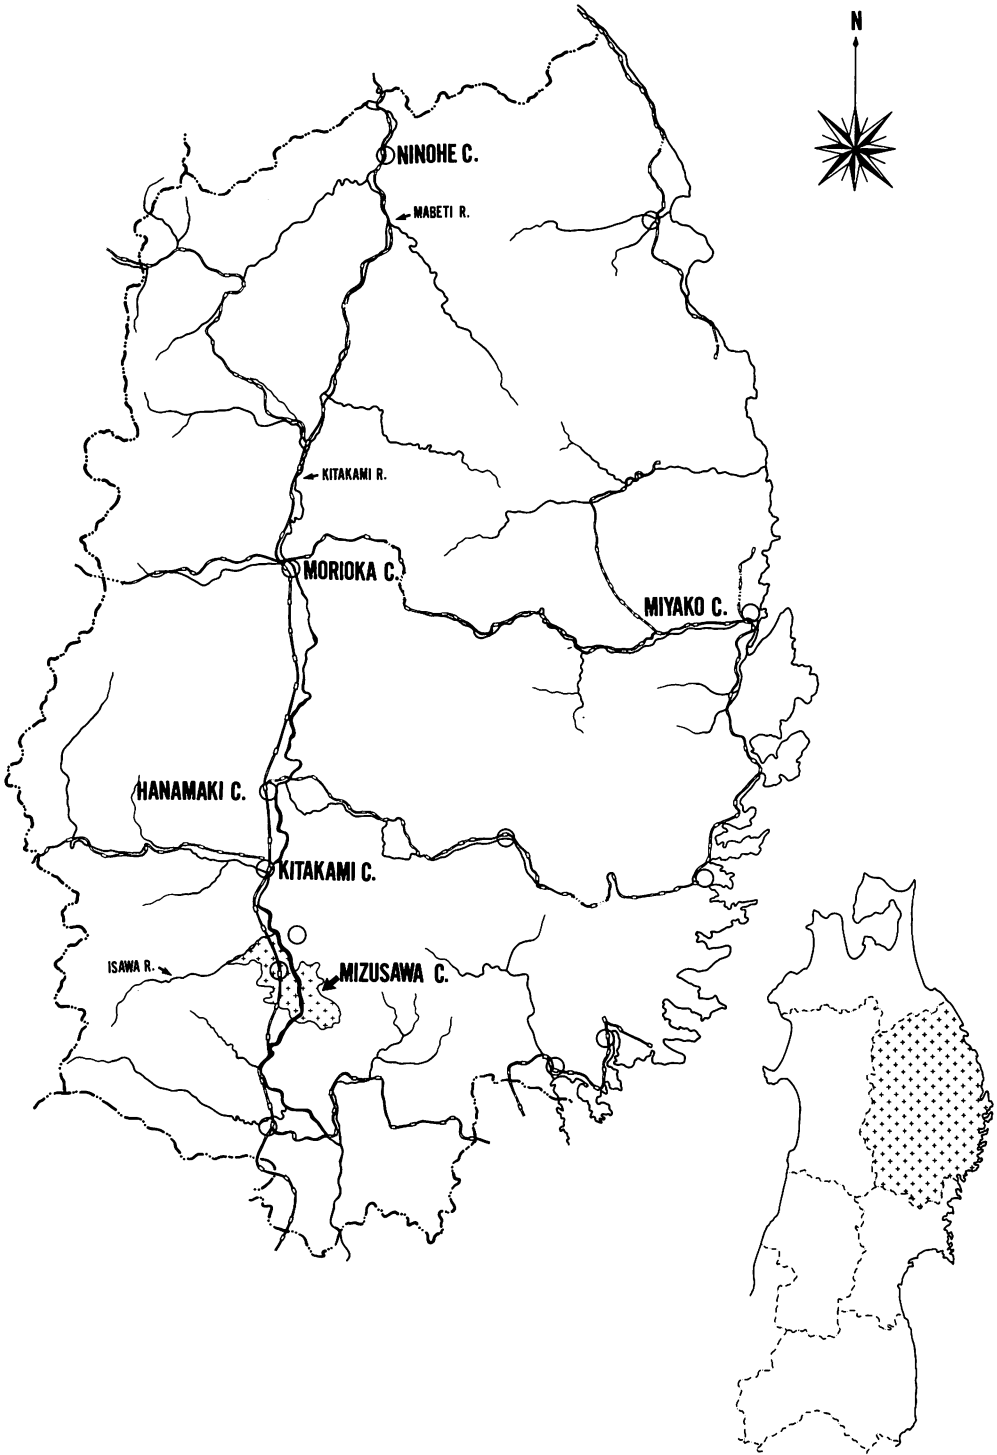 N
NINOHE C.
MABETI R.
KITAKAMI R.
MORIOKA C.
MIYAKO C.
HANAMAKI C.
KITAKAMI C.
ISAWA R.
MIZUSAWA C.